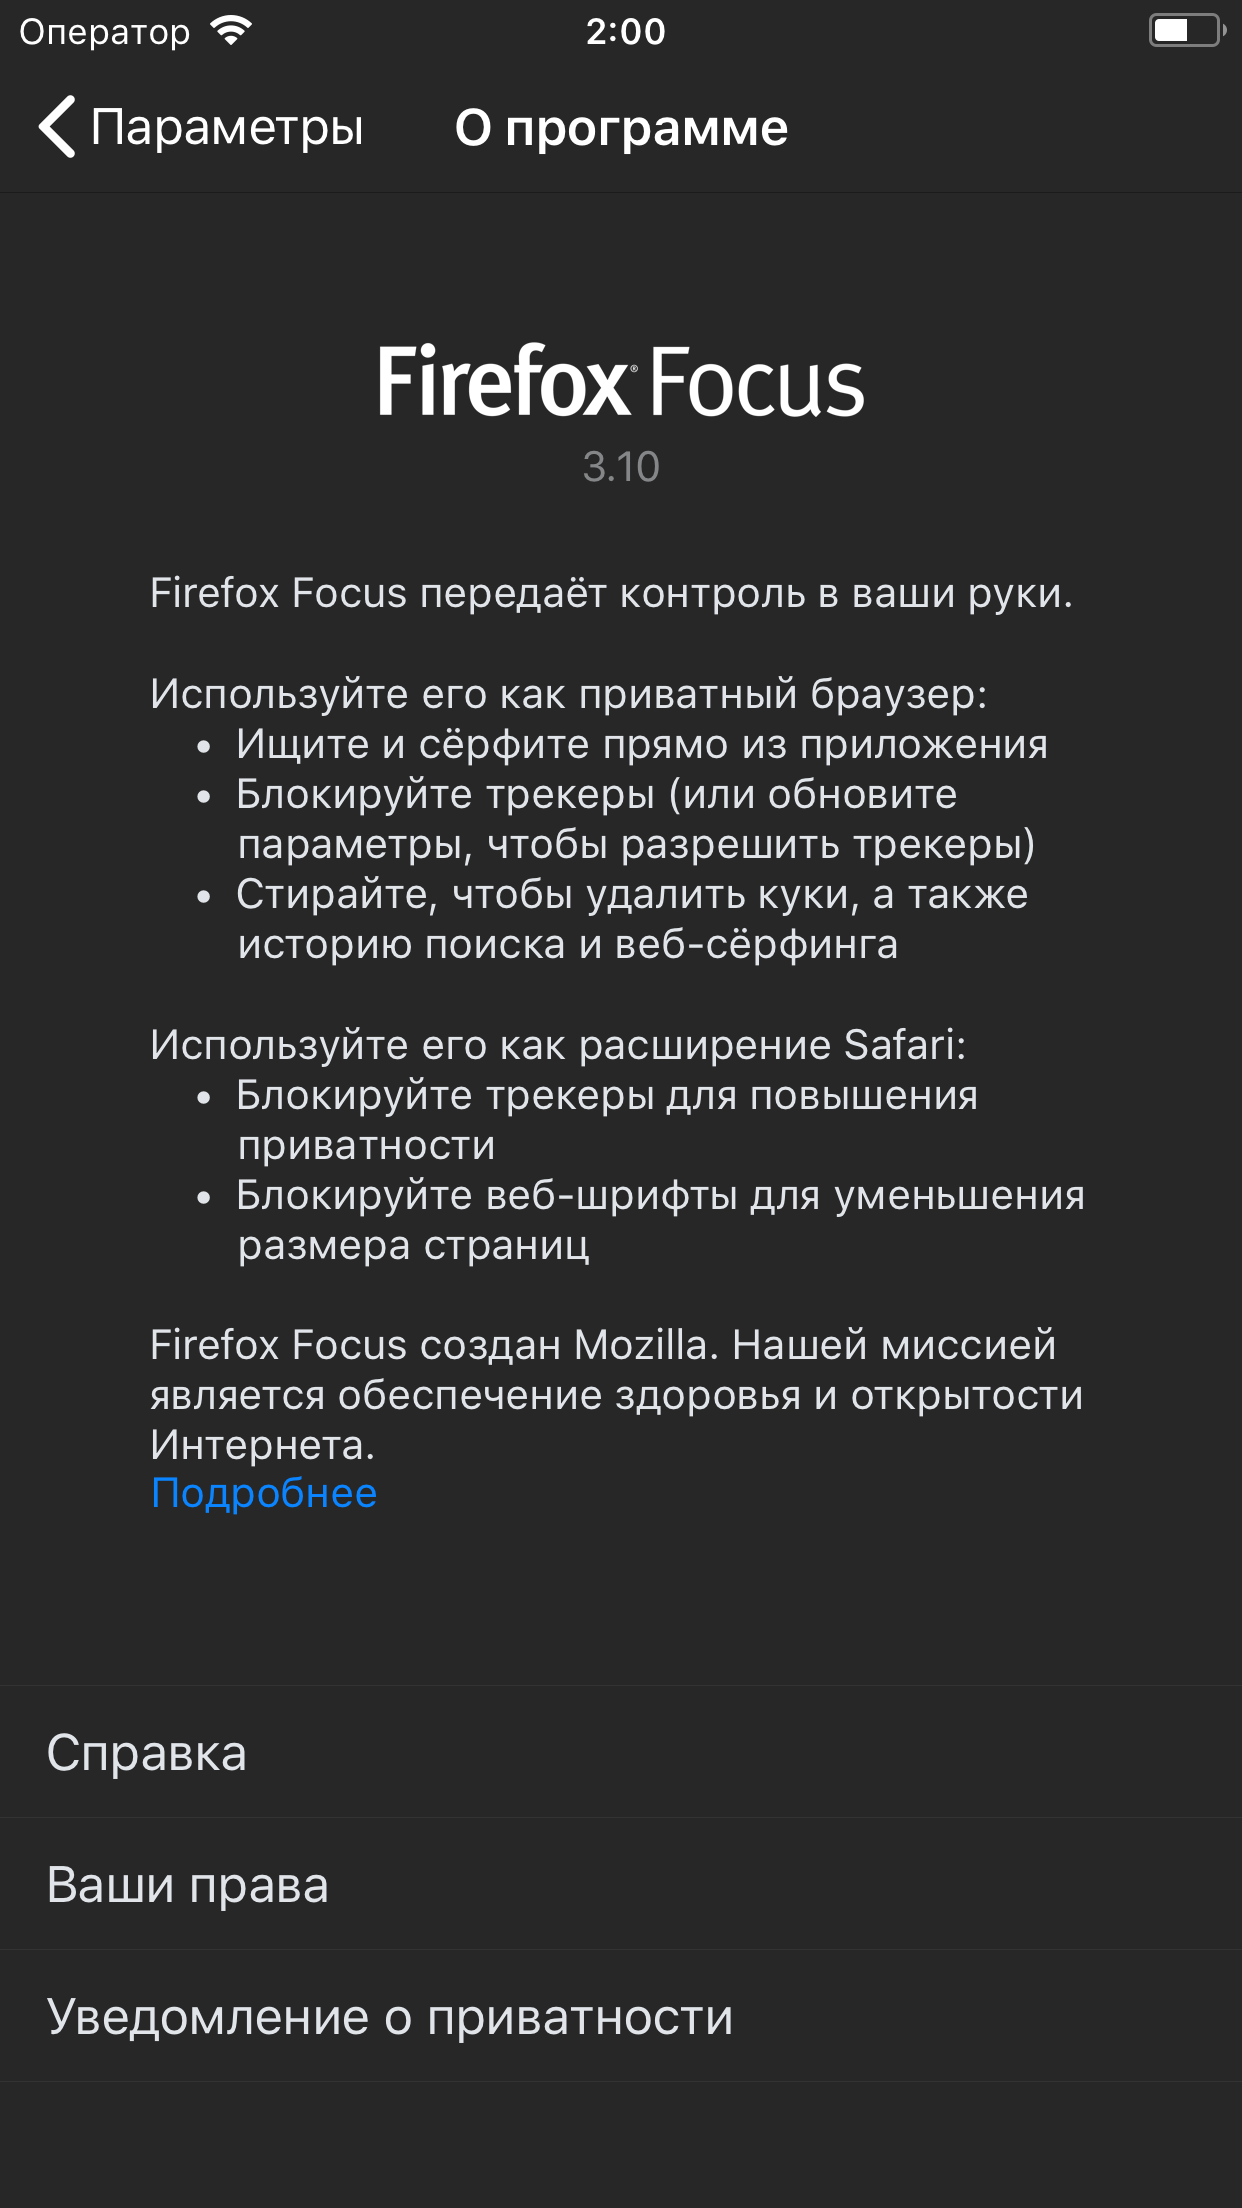 Оператор 2:00
Параметры О программе
Firefox® Focus
3.10
Firefox Focus передаёт контроль в ваши руки.
Используйте его как приватный браузер:
• Ищите и сёрфите прямо из приложения
• Блокируйте трекеры (или обновите
параметры, чтобы разрешить трекеры)
• Стирайте, чтобы удалить куки, а также
историю поиска и веб-сёрфинга
Используйте его как расширение Safari:
• Блокируйте трекеры для повышения
приватности
• Блокируйте веб-шрифты для уменьшения
размера страниц
Firefox Focus создан Mozilla. Нашей миссией
является обеспечение здоровья и открытости
Интернета.
Подробнее
Справка
Ваши права
Уведомление о приватности